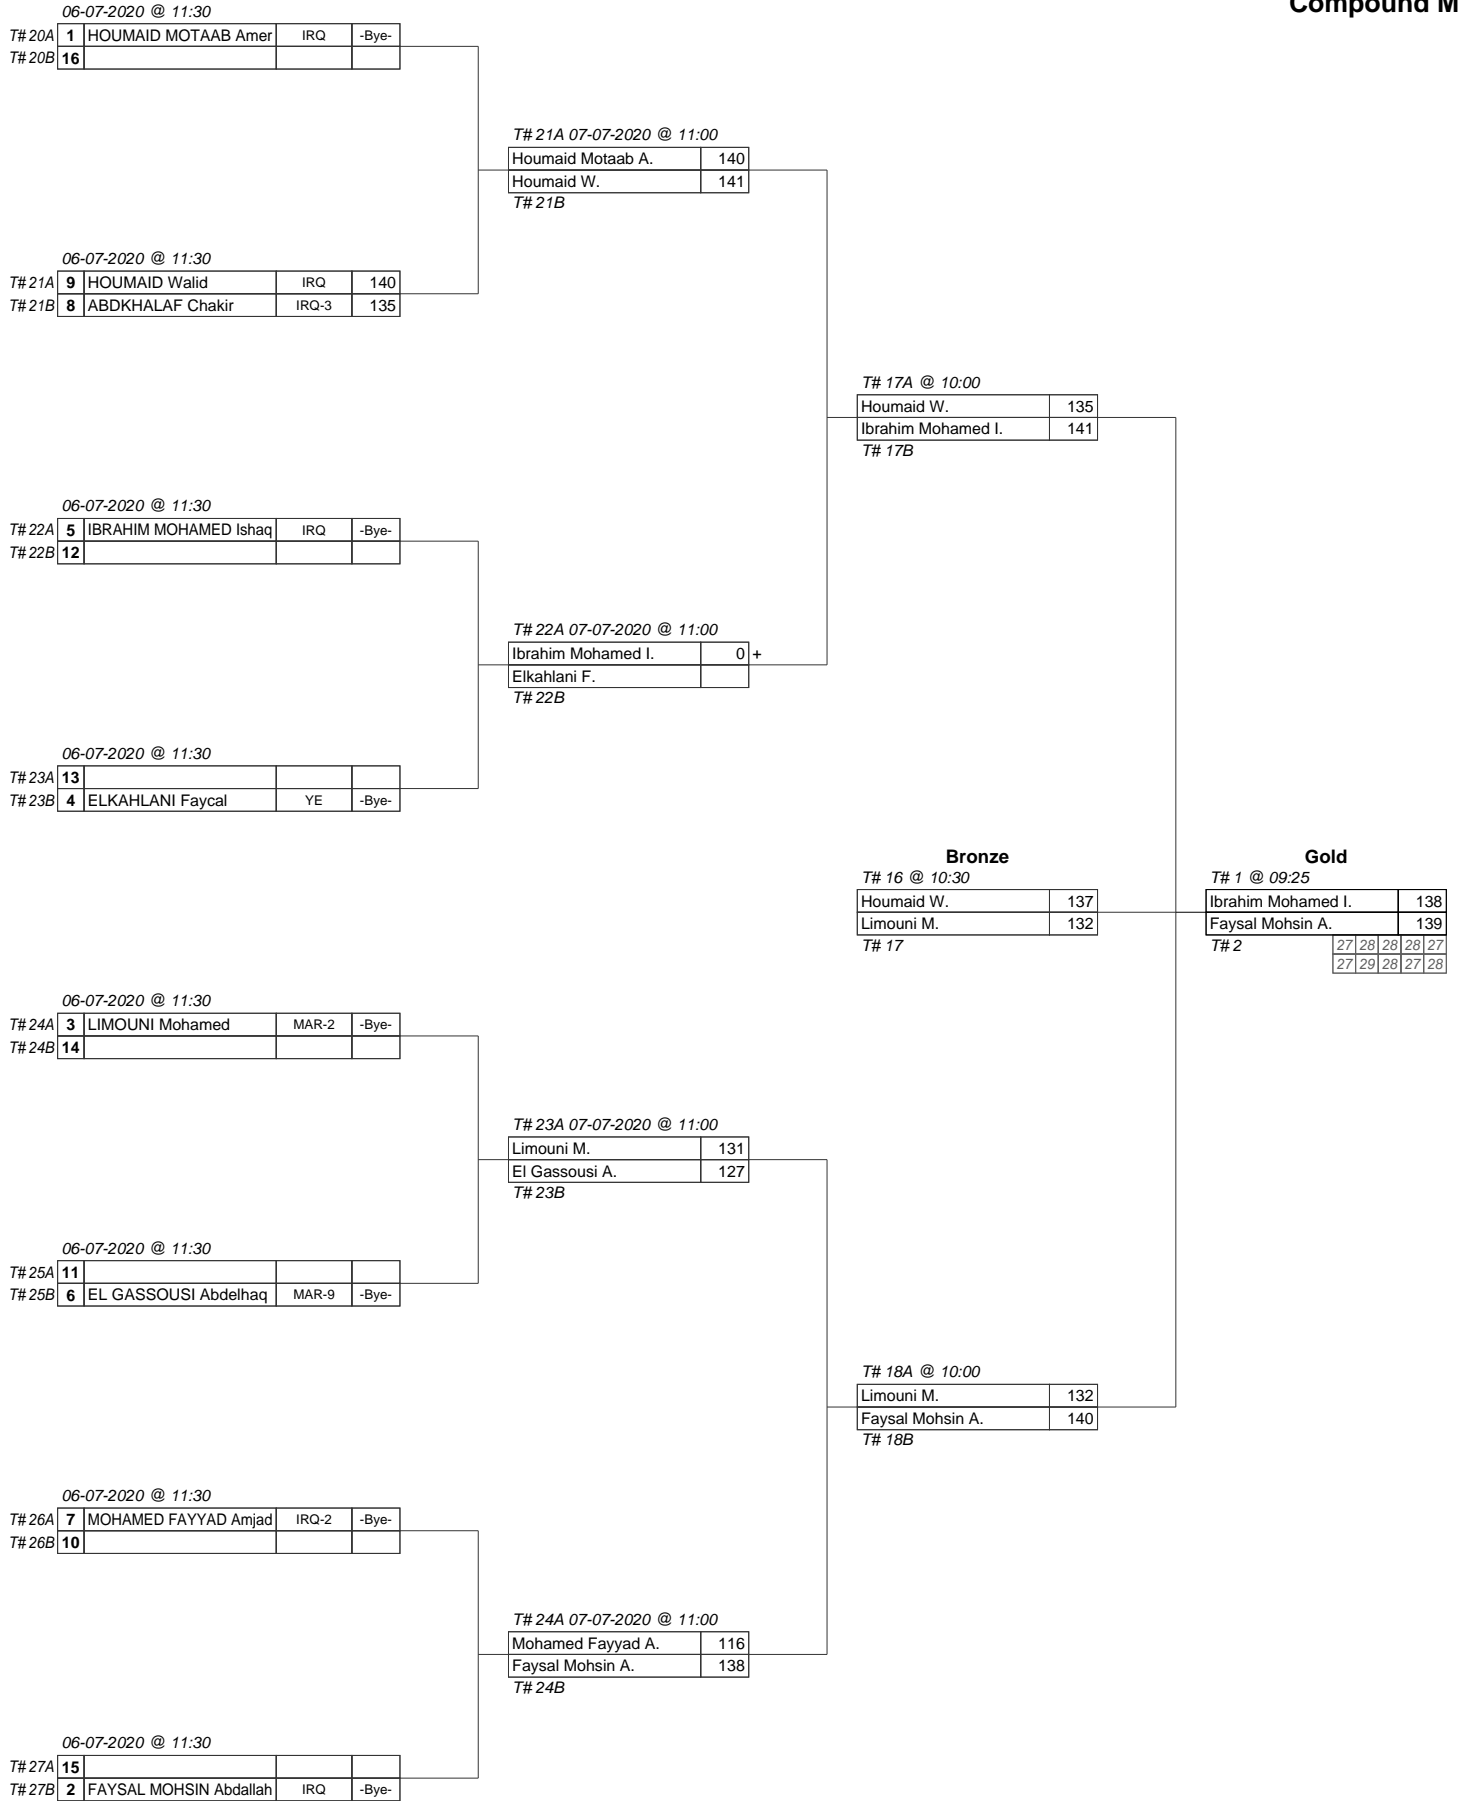 Compound M
06-07-2020 @ 11:30
T# 20A 1 HOUMAID MOTAAB Amer IRQ -Bye-
T# 20B 16
T# 21A 07-07-2020 @ 11:00
Houmaid Motaab A. 140
Houmaid W. 141
T# 21B
06-07-2020 @ 11:30
T# 21A 9 HOUMAID Walid IRQ 140
T# 21B 8 ABDKHALAF Chakir IRQ-3 135
T# 17A @ 10:00
Houmaid W. 135
Ibrahim Mohamed I. 141
T# 17B
06-07-2020 @ 11:30
T# 22A 5 IBRAHIM MOHAMED Ishaq IRQ -Bye-
T# 22B 12
T# 22A 07-07-2020 @ 11:00
Ibrahim Mohamed I. 0 +
Elkahlani F.
T# 22B
06-07-2020 @ 11:30
T# 23A 13
T# 23B 4 ELKAHLANI Faycal YE -Bye-
Bronze Gold
T# 16 @ 10:30 T# 1 @ 09:25
Houmaid W. 137 Ibrahim Mohamed I. 138
Limouni M. 132 Faysal Mohsin A. 139
T# 17 T# 2 27 28 28 28 27
27 29 28 27 28
06-07-2020 @ 11:30
T# 24A 3 LIMOUNI Mohamed MAR-2 -Bye-
T# 24B 14
T# 23A 07-07-2020 @ 11:00
Limouni M. 131
El Gassousi A. 127
T# 23B
06-07-2020 @ 11:30
T# 25A 11
T# 25B 6 EL GASSOUSI Abdelhaq MAR-9 -Bye-
T# 18A @ 10:00
Limouni M. 132
Faysal Mohsin A. 140
T# 18B
06-07-2020 @ 11:30
T# 26A 7 MOHAMED FAYYAD Amjad IRQ-2 -Bye-
T# 26B 10
T# 24A 07-07-2020 @ 11:00
Mohamed Fayyad A. 116
Faysal Mohsin A. 138
T# 24B
06-07-2020 @ 11:30
T# 27A 15
T# 27B 2 FAYSAL MOHSIN Abdallah IRQ -Bye-